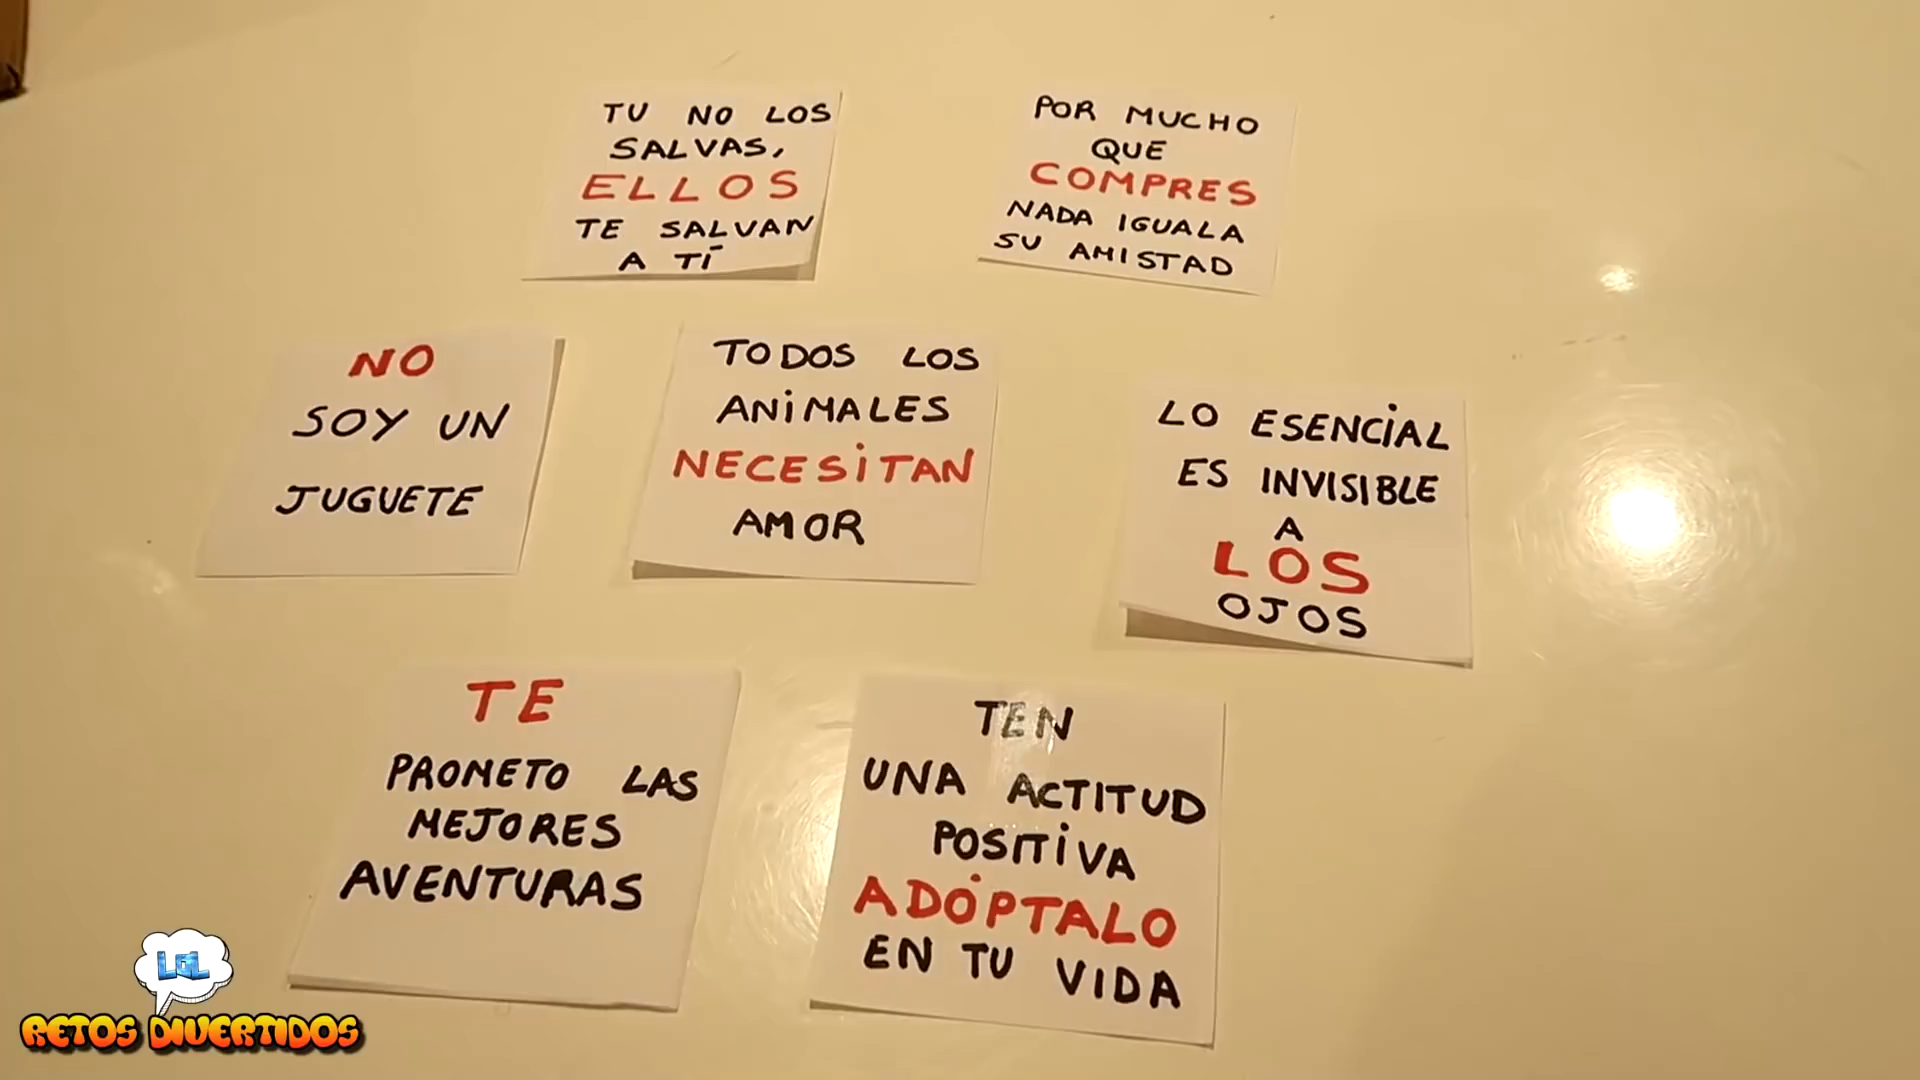 TU NO LOS
SALVAS,
ELLOS
TE SALVAN
A TÍ
POR MUCHO
QUE
COMPRES
NADA IGUALA
SU AMISTAD
NO
SOY UN
JUGUETE
TODOS LOS
ANIMALES
NECESITAN
AMOR
LO ESENCIAL
ES INVISIBLE
A
LOS
OJOS
TE
PROMETO LAS
MEJORES
AVENTURAS
TEN
UNA ACTITUD
POSITIVA
ADÓPTALO
EN TU VIDA
LOL
RETOS DIVERTIDOS